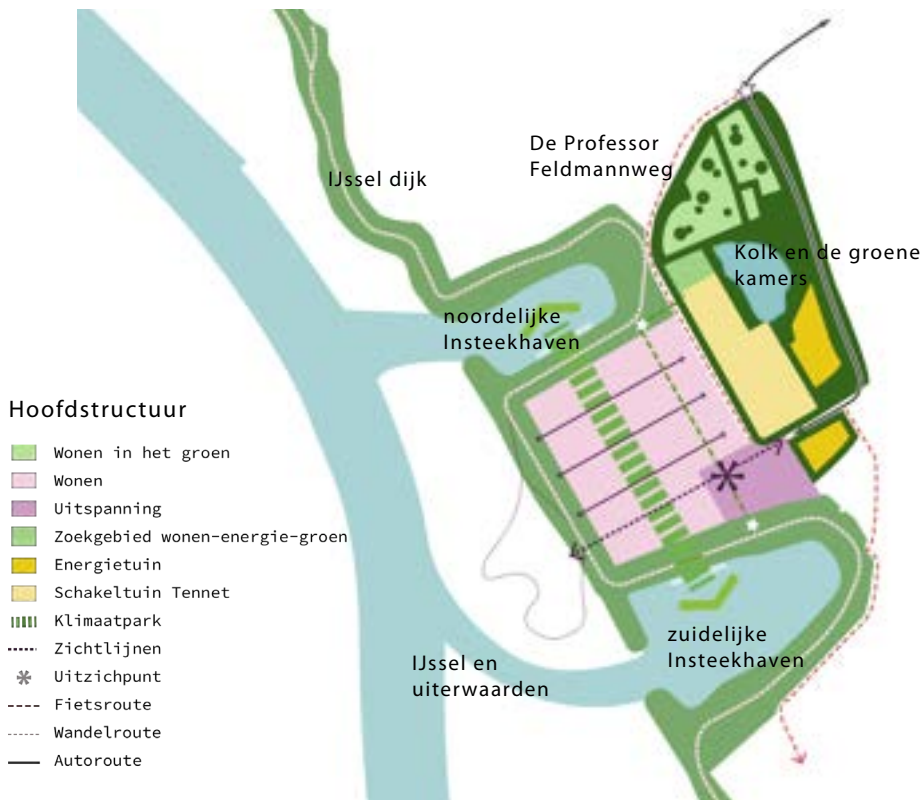 De Professor
Feldmannweg
IJssel dijk
Kolk en de groene
kamers
noordelijke
Insteekhaven
Hoofdstructuur
Wonen in het groen
Wonen
Uitspanning
Zoekgebied wonen-energie-groen
Energietuin
Schakeltuin Tennet
Klimaatpark
Zichtlijnen
Uitzichpunt
Fietsroute
Wandelroute
Autoroute
zuidelijke
Insteekhaven
IJssel en
uiterwaarden